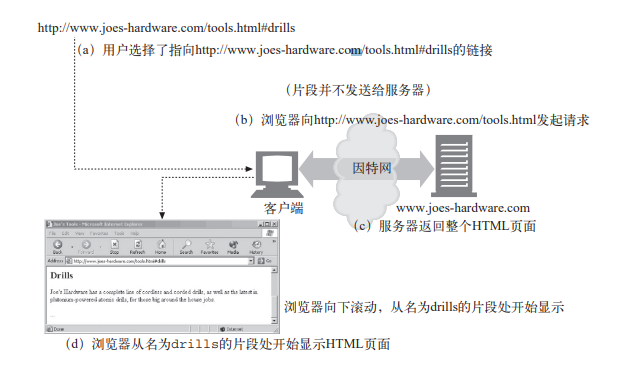 http://www.joes-hardware.com/tools.html#drills
（a）用户选择了指向http://www.joes-hardware.com/tools.html#drills的链接
（片段并不发送给服务器）
（b）浏览器向http://www.joes-hardware.com/tools.html发起请求
因特网
客户端
www.joes-hardware.com
（c）服务器返回整个HTML页面
Joe's Tools - Microsoft Internet Explorer
File Edit View Favorites Tools Help
Back Forward Stop Refresh Home Search Favorites Media History
Address http://www.joes-hardware.com/tools.html#drills Go
Drills
Joe's Hardware has a complete line of cordless and corded drills, as well as the latest in
plutonium-powered atomic drills, for those big around the house jobs.
...
Done Internet
浏览器向下滚动，从名为drills的片段处开始显示
（d）浏览器从名为drills的片段处开始显示HTML页面